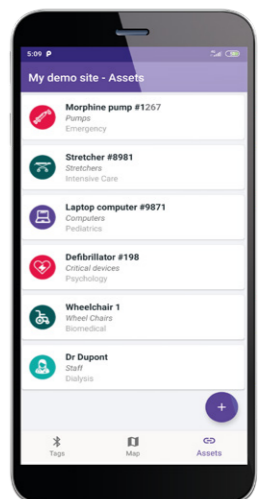 5:09
My demo site - Assets
Morphine pump #1267
Pumps
Emergency
Stretcher #8981
Stretchers
Intensive Care
Laptop computer #9871
Computers
Pediatrics
Defibrillator #198
Critical devices
Psychology
Wheelchair 1
Wheel Chairs
Biomedical
Dr Dupont
Staff
Dialysis
+
Tags
Map
Assets